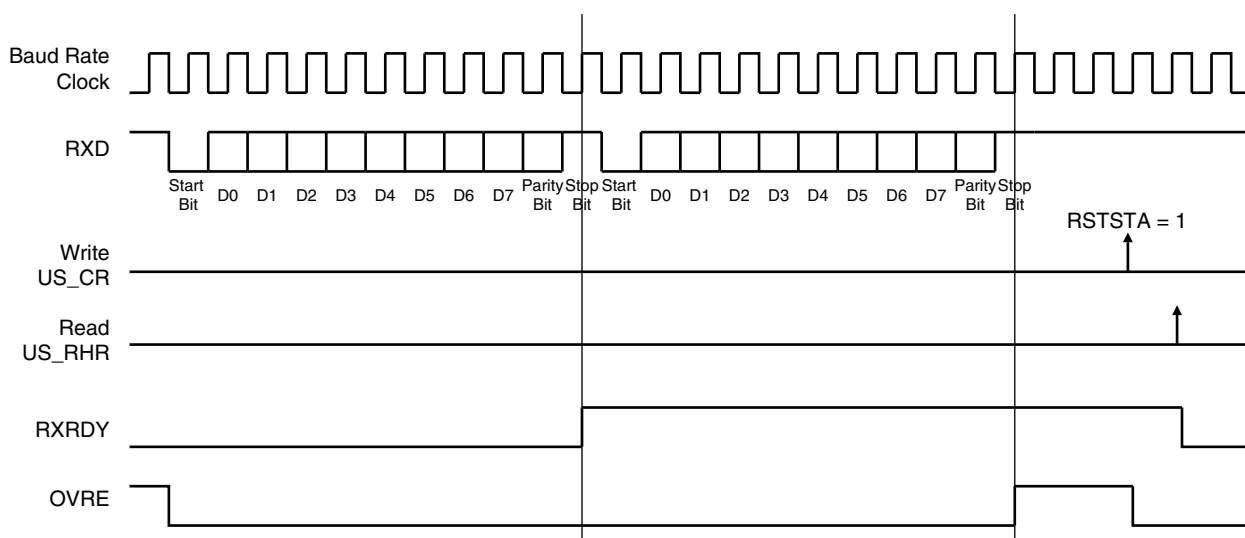 Baud Rate
Clock
RXD
Start
Bit
D0
D1
D2
D3
D4
D5
D6
D7
Parity
Bit
Stop
Bit
Start
Bit
D0
D1
D2
D3
D4
D5
D6
D7
Parity
Bit
Stop
Bit
RSTSTA = 1
Write
US_CR
Read
US_RHR
RXRDY
OVRE